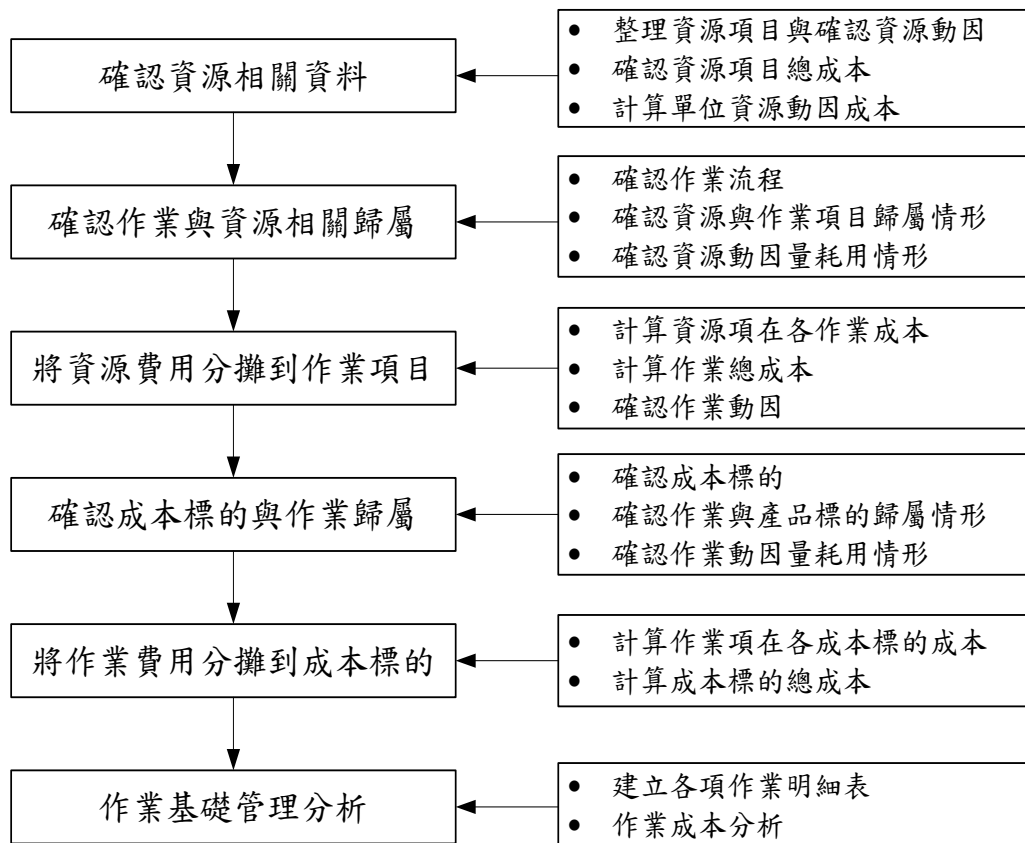 確認資源相關資料
• 整理資源項目與確認資源動因
• 確認資源項目總成本
• 計算單位資源動因成本
確認作業與資源相關歸屬
• 確認作業流程
• 確認資源與作業項目歸屬情形
• 確認資源動因量耗用情形
將資源費用分攤到作業項目
• 計算資源項在各作業成本
• 計算作業總成本
• 確認作業動因
確認成本標的與作業歸屬
• 確認成本標的
• 確認作業與產品標的歸屬情形
• 確認作業動因量耗用情形
將作業費用分攤到成本標的
• 計算作業項在各成本標的成本
• 計算成本標的總成本
作業基礎管理分析
• 建立各項作業明細表
• 作業成本分析